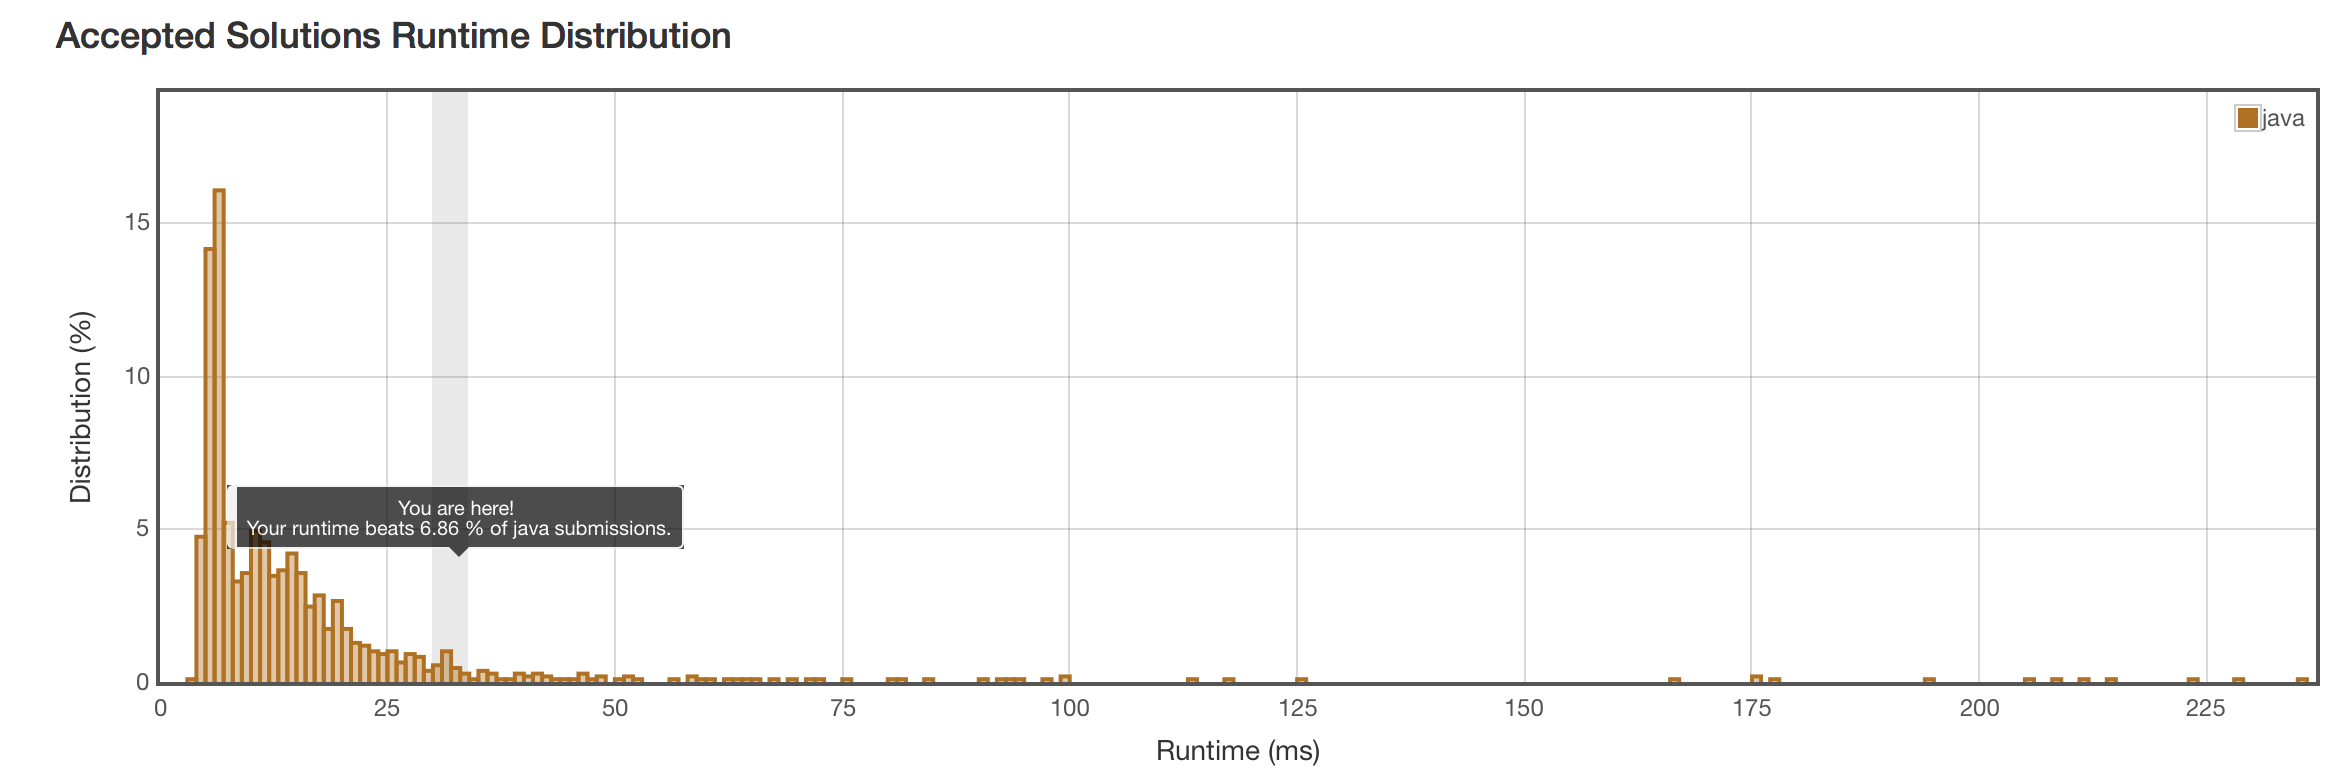 Accepted Solutions Runtime Distribution
java
15
10
5
0
Distribution (%)
You are here!
Your runtime beats 6.86 % of java submissions.
0 25 50 75 100 125 150 175 200 225
Runtime (ms)